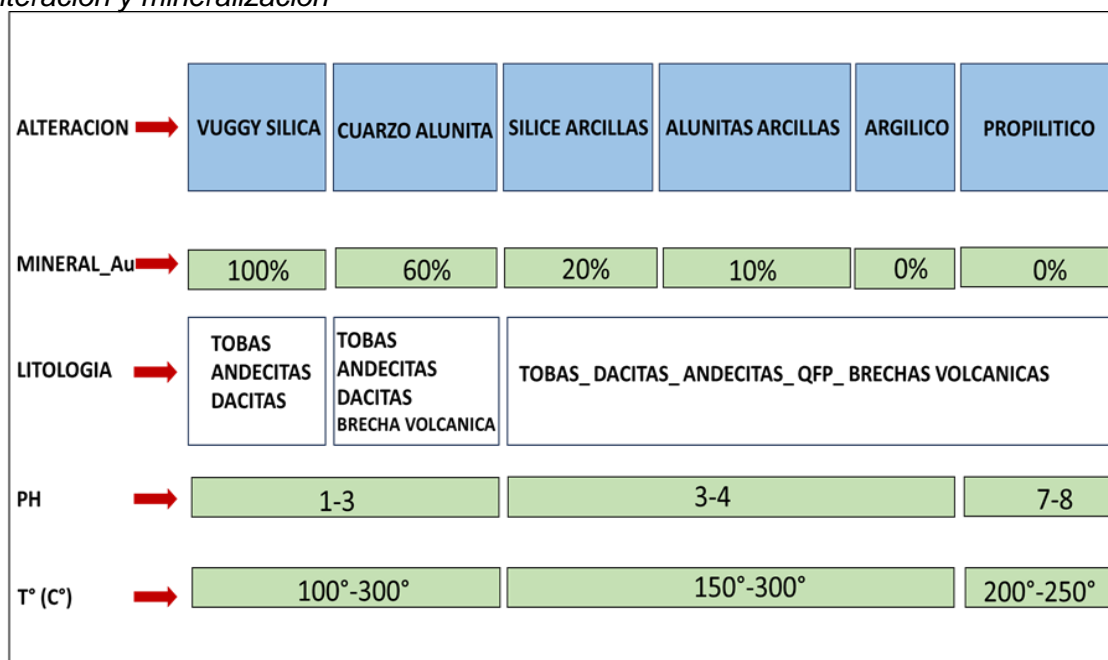 lteración y mineralización
ALTERACION VUGGY SILICA CUARZO ALUNITA SILICE ARCILLAS ALUNITAS ARCILLAS ARGILICO PROPILITICO
MINERAL_Au 100% 60% 20% 10% 0% 0%
LITOLOGIA
TOBAS
ANDECITAS
DACITAS
TOBAS
ANDECITAS
DACITAS
BRECHA VOLCANICA
TOBAS_ DACITAS_ ANDECITAS_ QFP_ BRECHAS VOLCANICAS
PH 1-3 3-4 7-8
T° (C°) 100°-300° 150°-300° 200°-250°